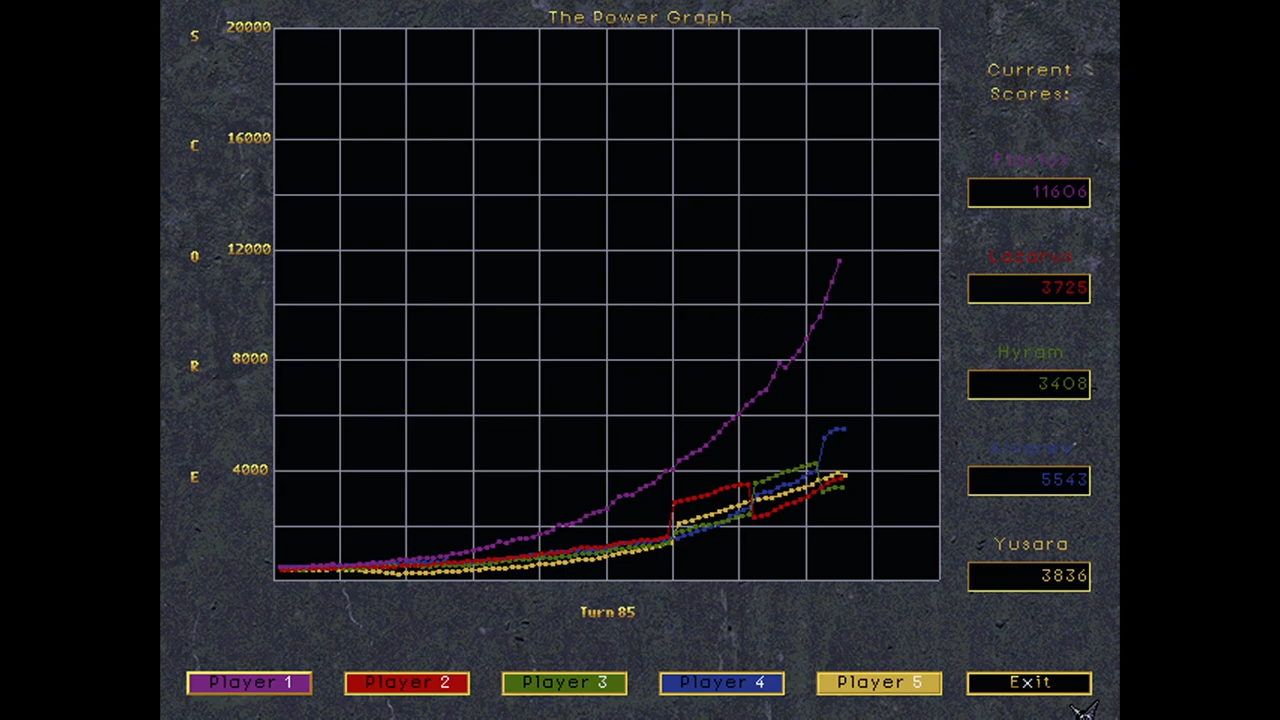 The Power Graph
S
C
O
R
E
20000
16000
12000
8000
4000
Current
Scores:
11606
Lazarus
3725
Hyram
3408
5543
Yusara
3836
Turn 85
Player 1
Player 2
Player 3
Player 4
Player 5
Exit